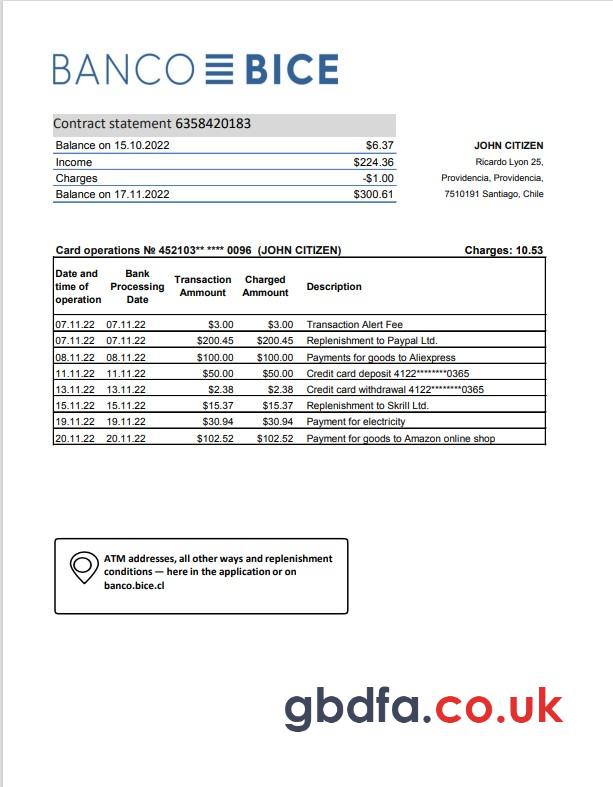 BANCO BICE
Contract statement 6358420183
Balance on 15.10.2022 $6.37
Income $224.36
Charges -$1.00
Balance on 17.11.2022 $300.61
JOHN CITIZEN
Ricardo Lyon 25,
Providencia, Providencia,
7510191 Santiago, Chile
Card operations № 452103** **** 0096 (JOHN CITIZEN) Charges: 10.53
Date and time of operation Bank Processing Date Transaction Amount Charged Amount Description
07.11.22 07.11.22 $3.00 $3.00 Transaction Alert Fee
07.11.22 07.11.22 $200.45 $200.45 Replenishment to Paypal Ltd.
08.11.22 08.11.22 $100.00 $100.00 Payments for goods to Aliexpress
11.11.22 11.11.22 $50.00 $50.00 Credit card deposit 4122********0365
13.11.22 13.11.22 $2.38 $2.38 Credit card withdrawal 4122********0365
15.11.22 15.11.22 $15.37 $15.37 Replenishment to Skrill Ltd.
19.11.22 19.11.22 $30.94 $30.94 Payment for electricity
20.11.22 20.11.22 $102.52 $102.52 Payment for goods to Amazon online shop
ATM addresses, all other ways and replenishment
conditions — here in the application or on
banco.bice.cl
gbdfa.co.uk